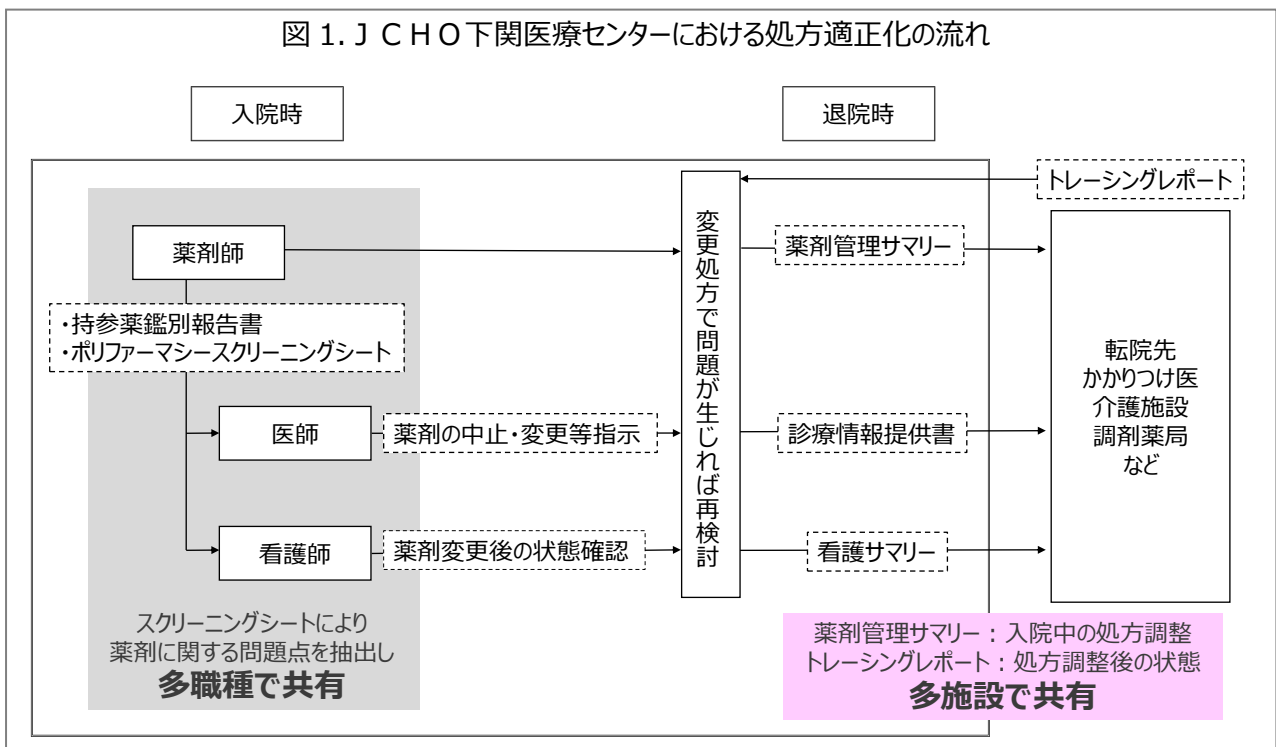 図 1.ＪＣＨＯ下関医療センターにおける処方適正化の流れ
入院時
退院時
トレーシングレポート
薬剤師
・持参薬鑑別報告書
・ポリファーマシースクリーニングシート
医師
薬剤の中止・変更等指示
看護師
薬剤変更後の状態確認
変更処方で問題が生じれば再検討
薬剤管理サマリー
診療情報提供書
看護サマリー
転院先
かかりつけ医
介護施設
調剤薬局
など
スクリーニングシートにより
薬剤に関する問題点を抽出し
多職種で共有
薬剤管理サマリー：入院中の処方調整
トレーシングレポート：処方調整後の状態
多施設で共有